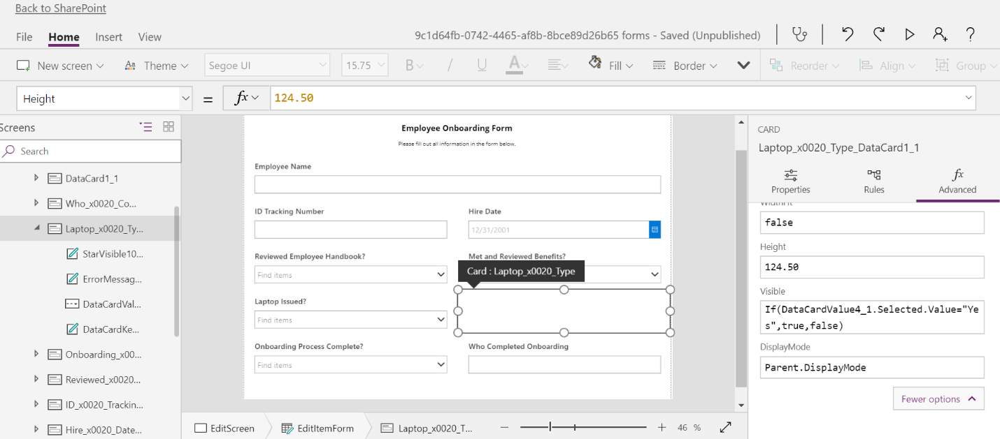 Back to SharePoint
File Home Insert View
9c1d64fb-0742-4465-af8b-8bce89d26b65 forms - Saved (Unpublished)
New screen Aa Theme Segoe UI 15.75 B / U A Fill Border Reorder Align Group
Height = fx 124.50
Screens
Search
DataCard1_1
Who_x0020_Co...
Laptop_x0020_Ty...
StarVisible10...
ErrorMessag...
DataCardVal...
DataCardKe...
Onboarding_x00...
Reviewed_x0020...
ID_x0020_Trackin...
Hire_x0020_Date...
Employee Onboarding Form
Please fill out all information in the form below.
Employee Name
ID Tracking Number Hire Date
12/31/2001
Reviewed Employee Handbook? Met and Reviewed Benefits?
Find items
Card : Laptop_x0020_Type
Laptop Issued?
Find items
Onboarding Process Complete? Who Completed Onboarding
Find items
EditScreen EditItemForm Laptop_x0020_T... 46 %
CARD
Laptop_x0020_Type_DataCard1_1
Properties Rules fx Advanced
WidthFit
false
Height
124.50
Visible
If(DataCardValue4_1.Selected.Value="Ye
s",true,false)
DisplayMode
Parent.DisplayMode
Fewer options